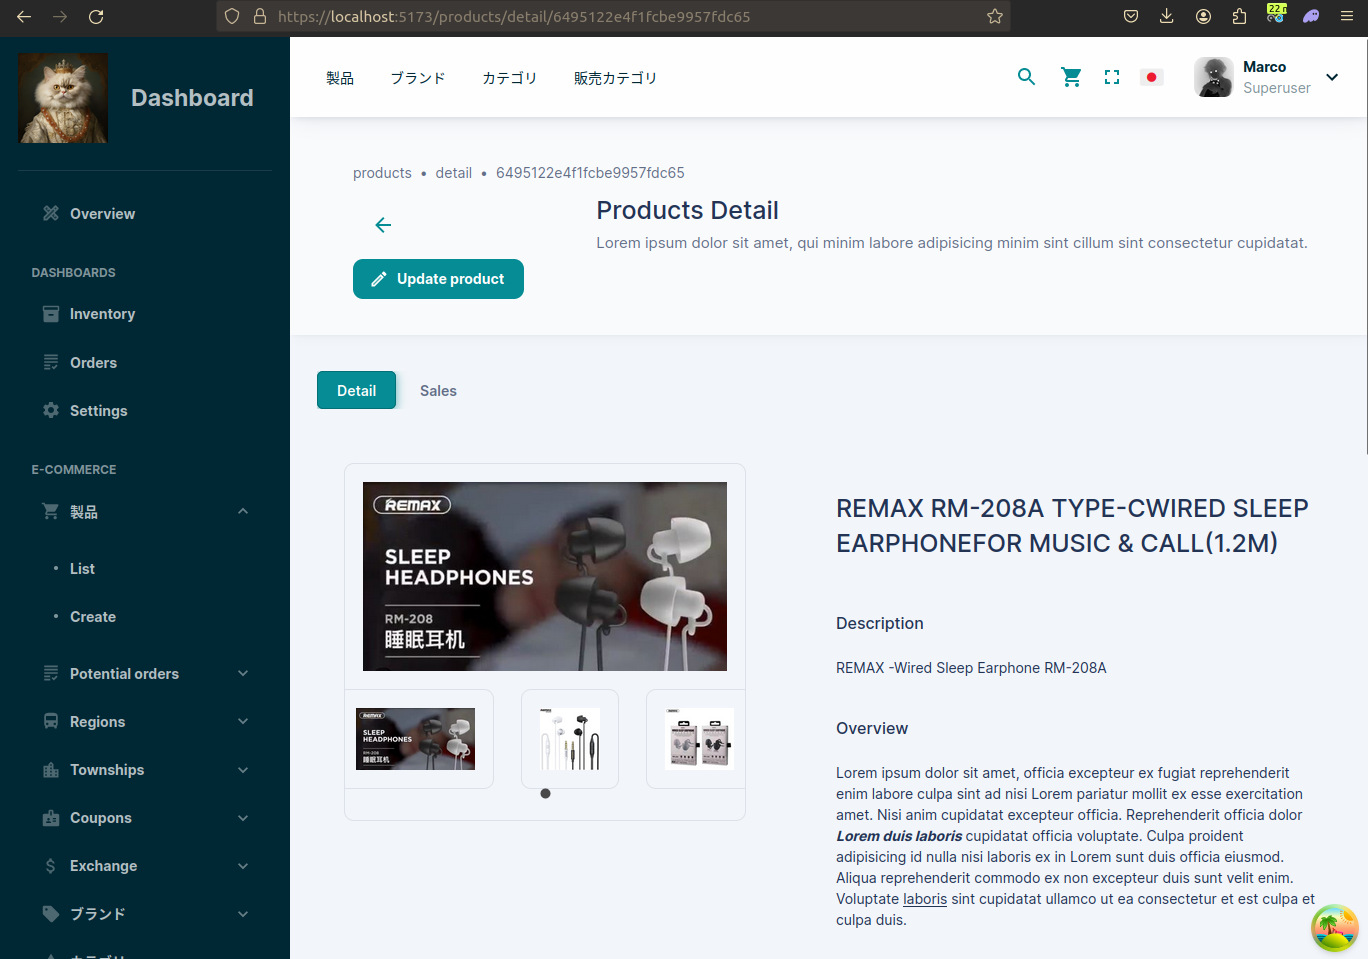 https://localhost:5173/products/detail/6495122e4f1fcbe9957fdc65
Dashboard
製品
ブランド
カテゴリ
販売カテゴリ
Marco
Superuser
Overview
DASHBOARDS
Inventory
Orders
Settings
E-COMMERCE
製品
List
Create
Potential orders
Regions
Townships
Coupons
Exchange
ブランド
products • detail • 6495122e4f1fcbe9957fdc65
Products Detail
Lorem ipsum dolor sit amet, qui minim labore adipisicing minim sint cillum sint consectetur cupidatat.
Update product
Detail
Sales
REMAX
SLEEP
HEADPHONES
RM-208
睡眠耳机
REMAX
SLEEP
HEADPHONES
RM-208
睡眠耳机
REMAX RM-208A TYPE-CWIRED SLEEP
EARPHONEFOR MUSIC & CALL(1.2M)
Description
REMAX -Wired Sleep Earphone RM-208A
Overview
Lorem ipsum dolor sit amet, officia excepteur ex fugiat reprehenderit
enim labore culpa sint ad nisi Lorem pariatur mollit ex esse exercitation
amet. Nisi anim cupidatat excepteur officia. Reprehenderit officia dolor
Lorem duis laboris cupidatat officia voluptate. Culpa proident
adipisicing id nulla nisi laboris ex in Lorem sunt duis officia eiusmod.
Aliqua reprehenderit commodo ex non excepteur duis sunt velit enim.
Voluptate laboris sint cupidatat ullamco ut ea consectetur et est culpa et
culpa duis.